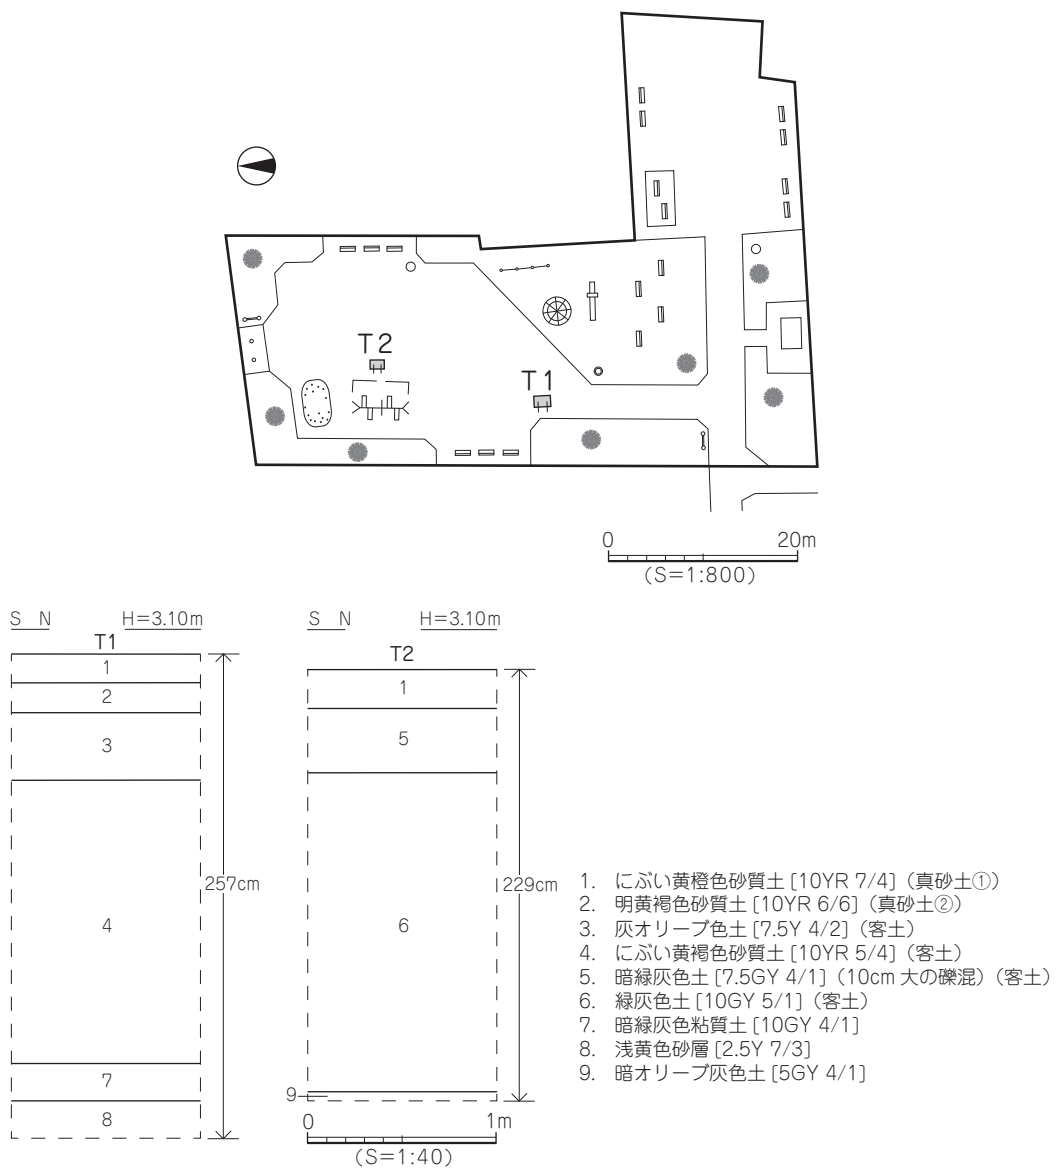 T2
T1
0 20m
(S=1:800)
S N H=3.10m
T1
1
2
3
4
7
8
257cm
S N H=3.10m
T2
1
5
6
9
229cm
0 1m
(S=1:40)
1. にぶい黄橙色砂質土 [10YR 7/4](真砂土①)
2. 明黄褐色砂質土 [10YR 6/6](真砂土②)
3. 灰オリーブ色土 [7.5Y 4/2](客土)
4. にぶい黄褐色砂質土 [10YR 5/4](客土)
5. 暗緑灰色土 [7.5GY 4/1](10cm 大の礫混)(客土)
6. 緑灰色土 [10GY 5/1](客土)
7. 暗緑灰色粘質土 [10GY 4/1]
8. 浅黄色砂層 [2.5Y 7/3]
9. 暗オリーブ灰色土 [5GY 4/1]